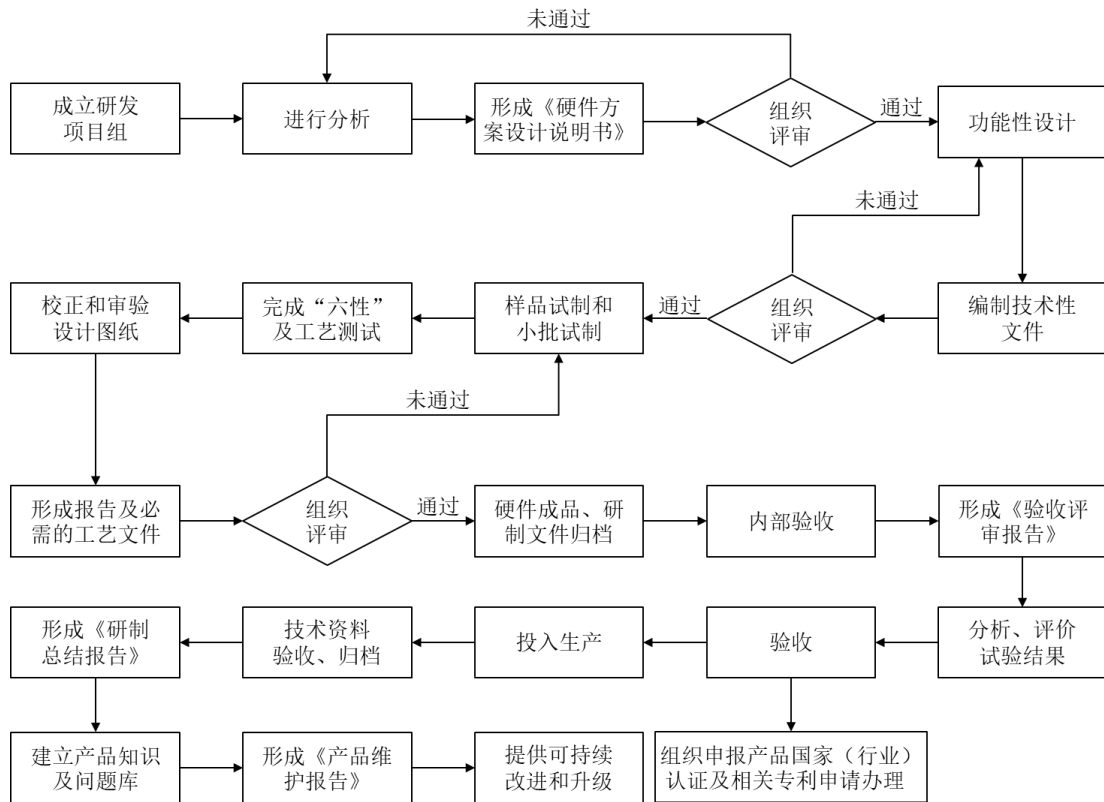 未通过
成立研发
项目组
进行分析
形成《硬件方
案设计说明书》
组织
评审
通过
功能性设计
未通过
校正和审验
设计图纸
完成“六性”
及工艺测试
样品试制和
小批试制
通过
组织
评审
编制技术性
文件
未通过
形成报告及必
需的工艺文件
组织
评审
通过
硬件成品、研
制文件归档
内部验收
形成《验收评
审报告》
形成《研制
总结报告》
技术资料
验收、归档
投入生产
验收
分析、评价
试验结果
建立产品知识
及问题库
形成《产品维
护报告》
提供可持续
改进和升级
组织申报产品国家（行业）
认证及相关专利申请办理